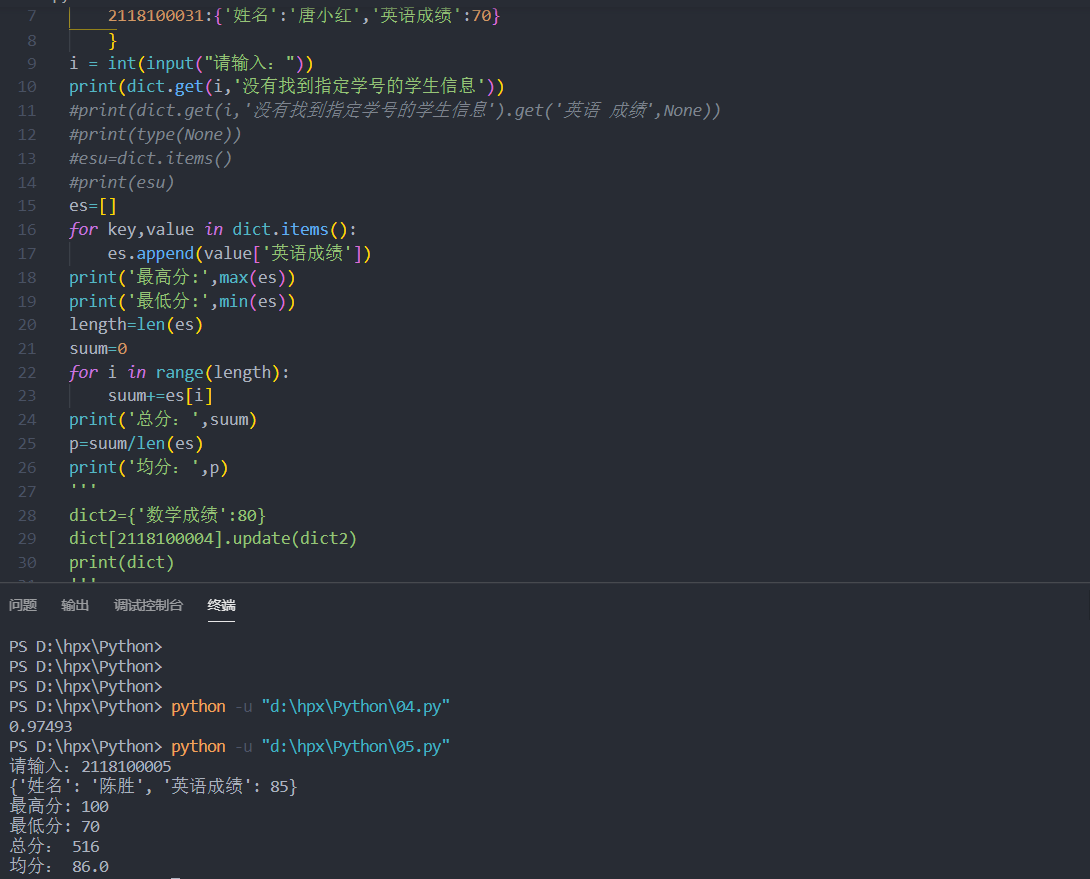 7 2118100031:{'姓名':'唐小红','英语成绩':70}
8 }
9 i = int(input("请输入："))
10 print(dict.get(i,'没有找到指定学号的学生信息'))
11 #print(dict.get(i,'没有找到指定学号的学生信息').get('英语 成绩',None))
12 #print(type(None))
13 #esu=dict.items()
14 #print(esu)
15 es=[]
16 for key,value in dict.items():
17 es.append(value['英语成绩'])
18 print('最高分:',max(es))
19 print('最低分:',min(es))
20 length=len(es)
21 suum=0
22 for i in range(length):
23 suum+=es[i]
24 print('总分：',suum)
25 p=suum/len(es)
26 print('均分：',p)
27 '''
28 dict2={'数学成绩':80}
29 dict[2118100004].update(dict2)
30 print(dict)
'''
问题 输出 调试控制台 终端
PS D:\hpx\Python>
PS D:\hpx\Python>
PS D:\hpx\Python>
PS D:\hpx\Python> python -u "d:\hpx\Python\04.py"
0.97493
PS D:\hpx\Python> python -u "d:\hpx\Python\05.py"
请输入：2118100005
{'姓名': '陈胜', '英语成绩': 85}
最高分: 100
最低分: 70
总分： 516
均分： 86.0